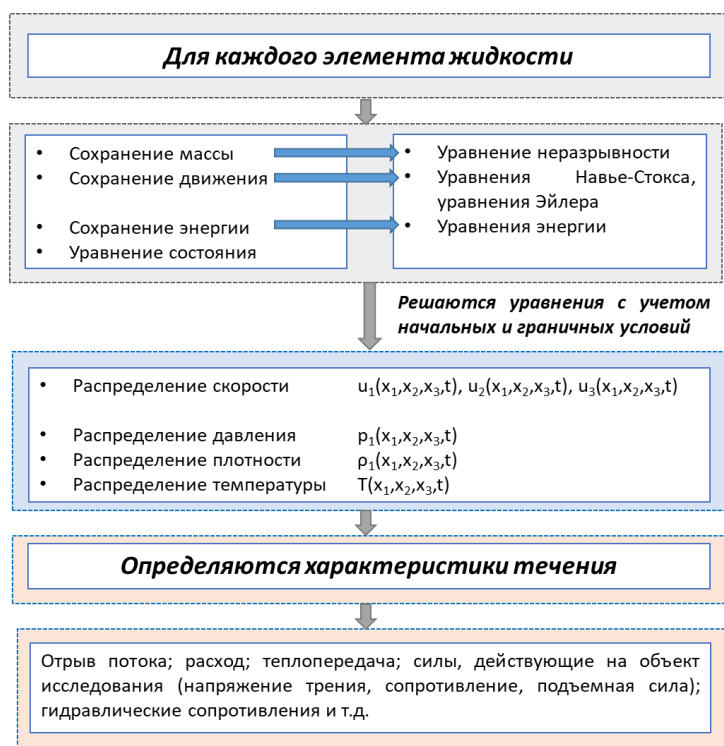 Для каждого элемента жидкости
• Сохранение массы
• Сохранение движения
• Сохранение энергии
• Уравнение состояния
• Уравнение неразрывности
• Уравнения Навье-Стокса,
уравнения Эйлера
• Уравнения энергии
Решаются уравнения с учетом
начальных и граничных условий
• Распределение скорости u₁(x₁,x₂,x₃,t), u₂(x₁,x₂,x₃,t), u₃(x₁,x₂,x₃,t)
• Распределение давления p₁(x₁,x₂,x₃,t)
• Распределение плотности ρ₁(x₁,x₂,x₃,t)
• Распределение температуры T(x₁,x₂,x₃,t)
Определяются характеристики течения
Отрыв потока; расход; теплопередача; силы, действующие на объект
исследования (напряжение трения, сопротивление, подъемная сила);
гидравлические сопротивления и т.д.